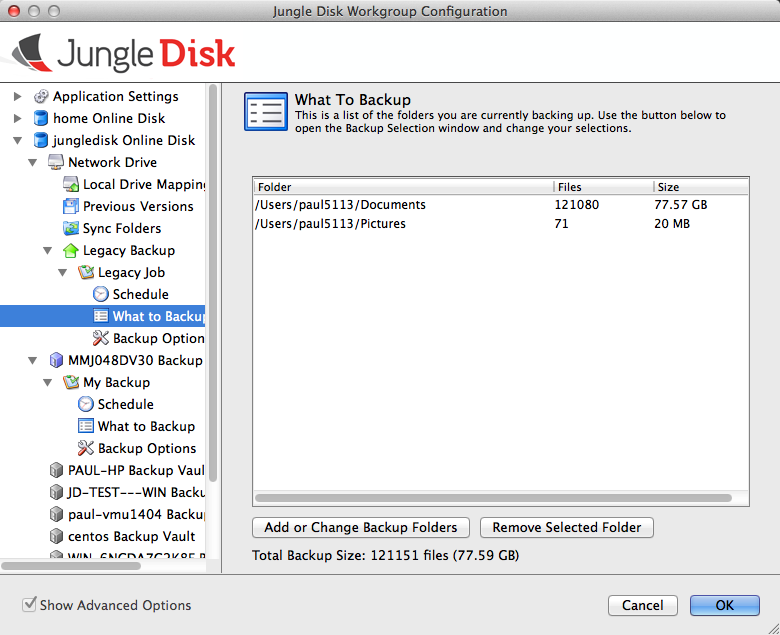 Jungle Disk Workgroup Configuration
Jungle Disk
Application Settings
home Online Disk
jungledisk Online Disk
Network Drive
Local Drive Mapping
Previous Versions
Sync Folders
Legacy Backup
Legacy Job
Schedule
What to Backup
Backup Option
MMJ048DV30 Backup
My Backup
Schedule
What to Backup
Backup Options
PAUL-HP Backup Vaul
JD-TEST---WIN Backu
paul-vmu1404 Backup
centos Backup Vault
What To Backup
This is a list of the folders you are currently backing up. Use the button below to
open the Backup Selection window and change your selections.
Folder Files Size
/Users/paul5113/Documents 121080 77.57 GB
/Users/paul5113/Pictures 71 20 MB
Add or Change Backup Folders Remove Selected Folder
Total Backup Size: 121151 files (77.59 GB)
Show Advanced Options
Cancel OK